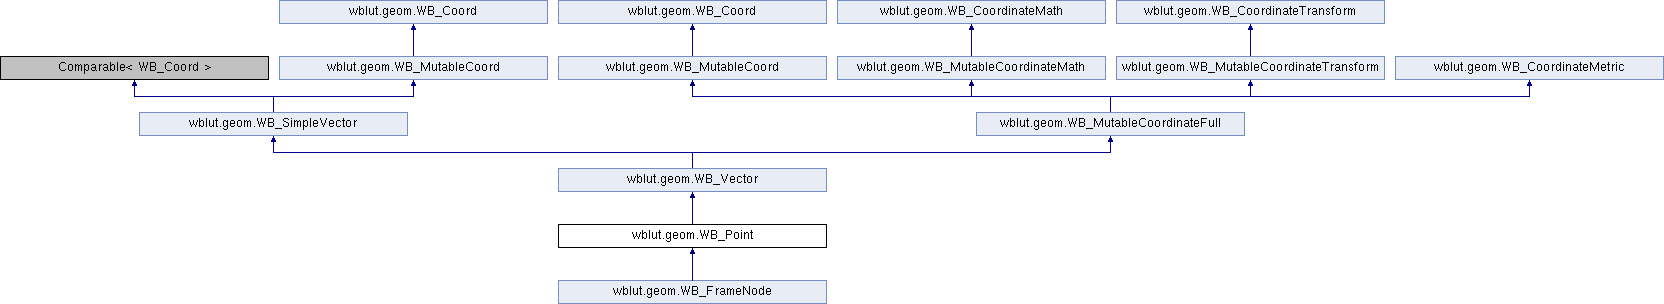 wblut.geom.WB_Coord
wblut.geom.WB_Coord
wblut.geom.WB_CoordinateMath
wblut.geom.WB_CoordinateTransform
Comparable< WB_Coord >
wblut.geom.WB_MutableCoord
wblut.geom.WB_MutableCoord
wblut.geom.WB_MutableCoordinateMath
wblut.geom.WB_MutableCoordinateTransform
wblut.geom.WB_CoordinateMetric
wblut.geom.WB_SimpleVector
wblut.geom.WB_MutableCoordinateFull
wblut.geom.WB_Vector
wblut.geom.WB_Point
wblut.geom.WB_FrameNode